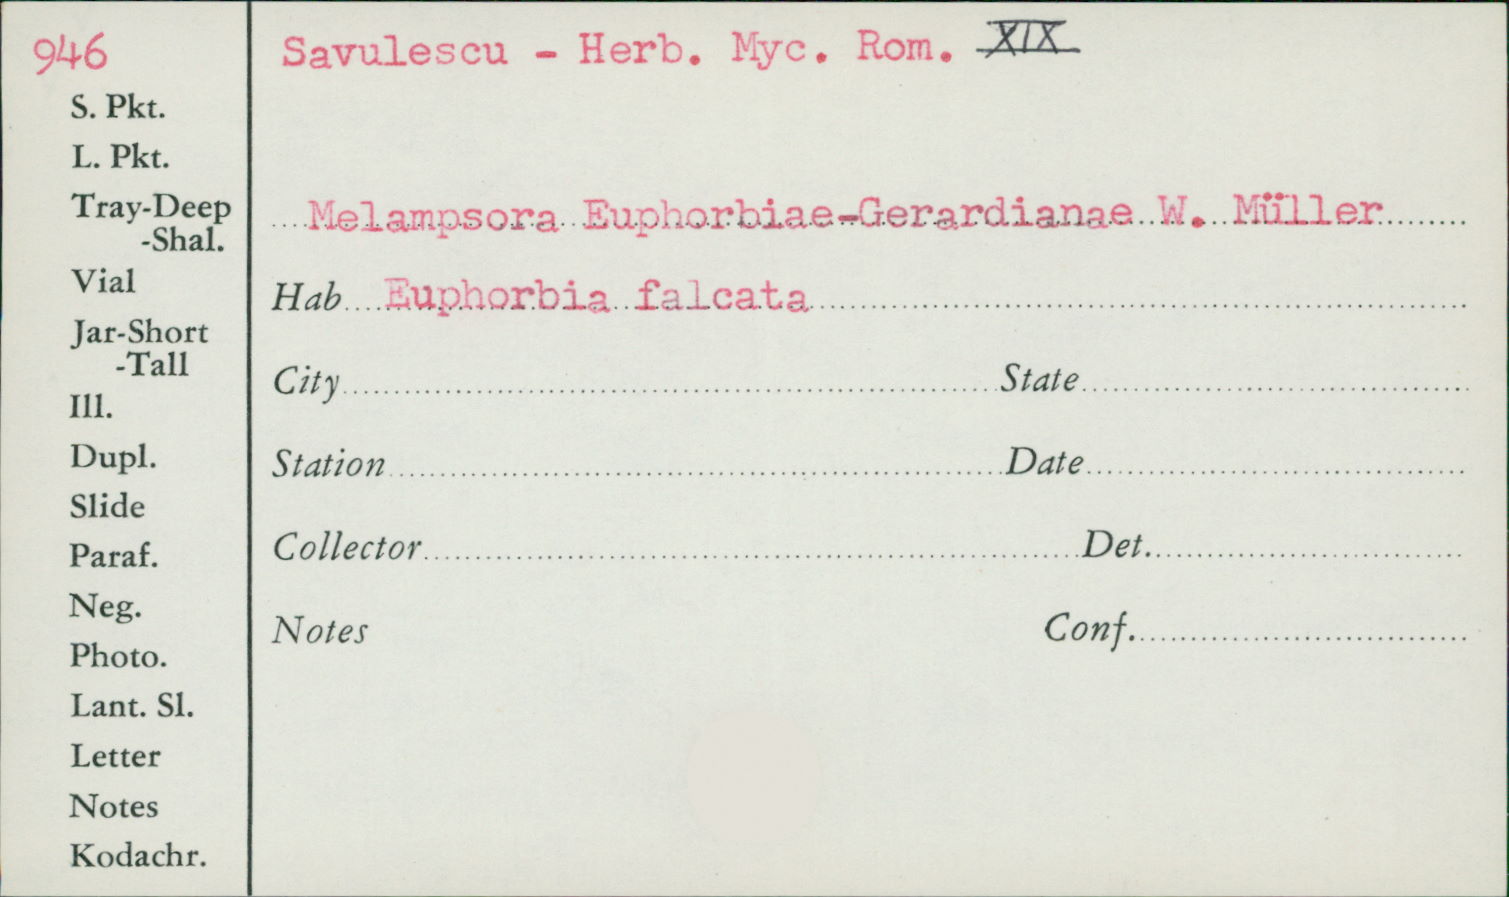 946
Savulescu - Herb. Myc. Rom. XIX
S. Pkt.
L. Pkt.
Tray-Deep
-Shal.
Vial
Jar-Short
-Tall
Ill.
Dupl.
Slide
Paraf.
Neg.
Photo.
Lant. Sl.
Letter
Notes
Kodachr.
Melampsora Euphorbiae-Gerardianae W. Müller
Hab Euphorbia falcata
City State
Station Date
Collector Det.
Notes Conf.